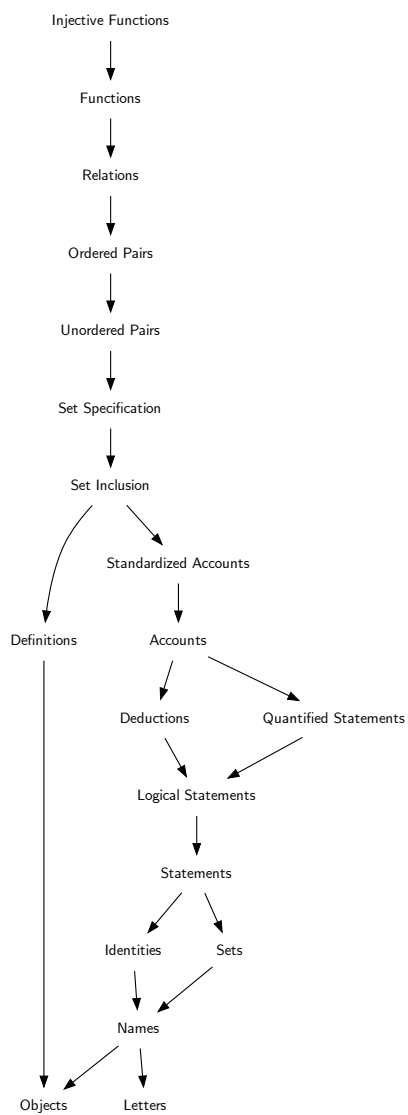 Injective Functions
Functions
Relations
Ordered Pairs
Unordered Pairs
Set Specification
Set Inclusion
Standardized Accounts
Definitions
Accounts
Deductions
Quantified Statements
Logical Statements
Statements
Identities
Sets
Names
Objects
Letters